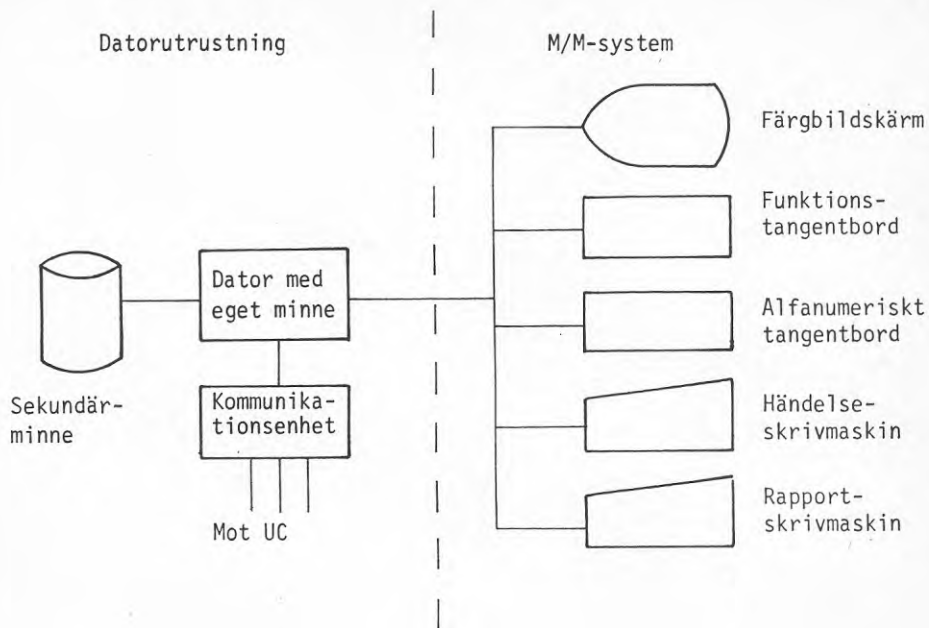 Datorutrustning
M/M-system
Färgbildskärm
Funktions-
tangentbord
Dator med
eget minne
Alfanumeriskt
tangentbord
Sekundär-
minne
Kommunika-
tionsenhet
Händelse-
skrivmaskin
Mot UC
Rapport-
skrivmaskin